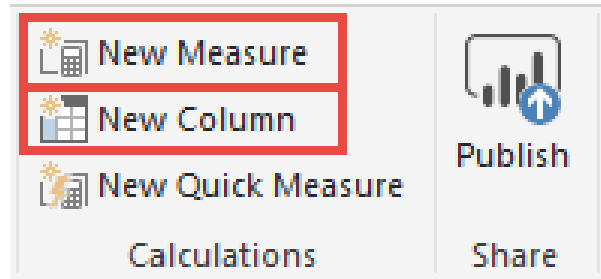 New Measure
New Column
New Quick Measure
Calculations
Publish
Share